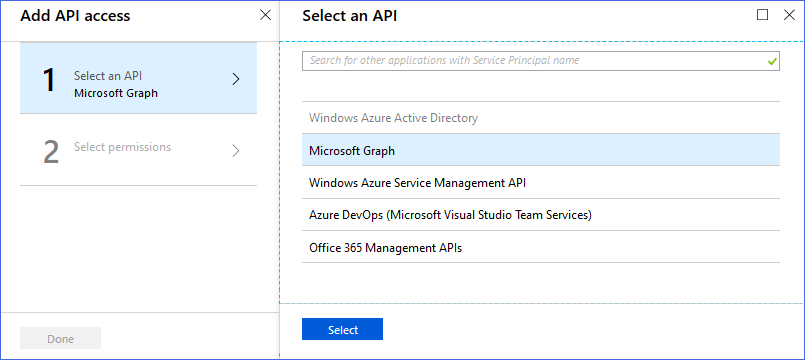 Add API access
1
Select an API
Microsoft Graph
2
Select permissions
Done
Select an API
Search for other applications with Service Principal name
Windows Azure Active Directory
Microsoft Graph
Windows Azure Service Management API
Azure DevOps (Microsoft Visual Studio Team Services)
Office 365 Management APIs
Select